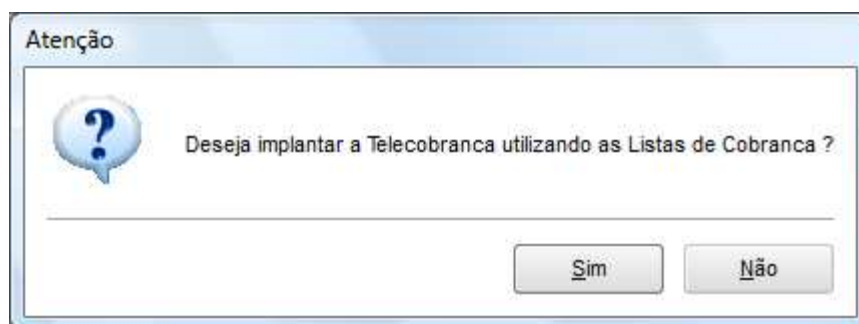 Atenção
Deseja implantar a Telecobranca utilizando as Listas de Cobranca ?
Sim Não